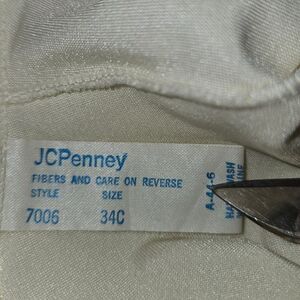 JCPenney
FIBERS AND CARE ON REVERSE
STYLE SIZE
7006 34C
A-44-6